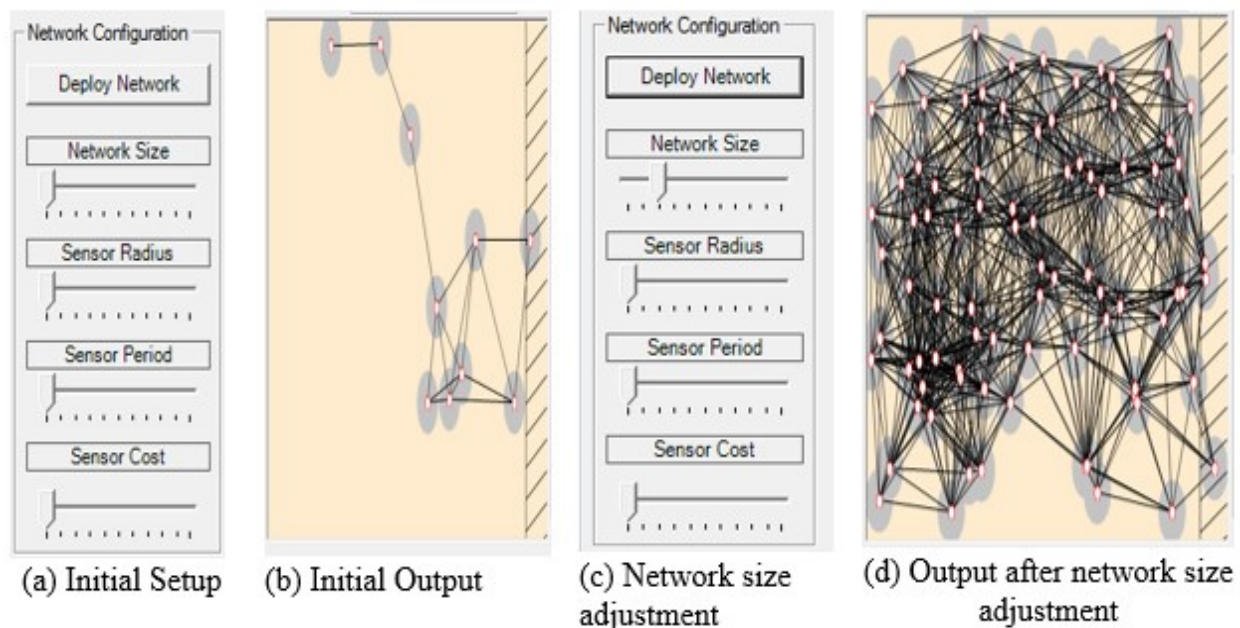 Network Configuration
Deploy Network
Network Size
Sensor Radius
Sensor Period
Sensor Cost
(a) Initial Setup
(b) Initial Output
Network Configuration
Deploy Network
Network Size
Sensor Radius
Sensor Period
Sensor Cost
(c) Network size
adjustment
(d) Output after network size
adjustment